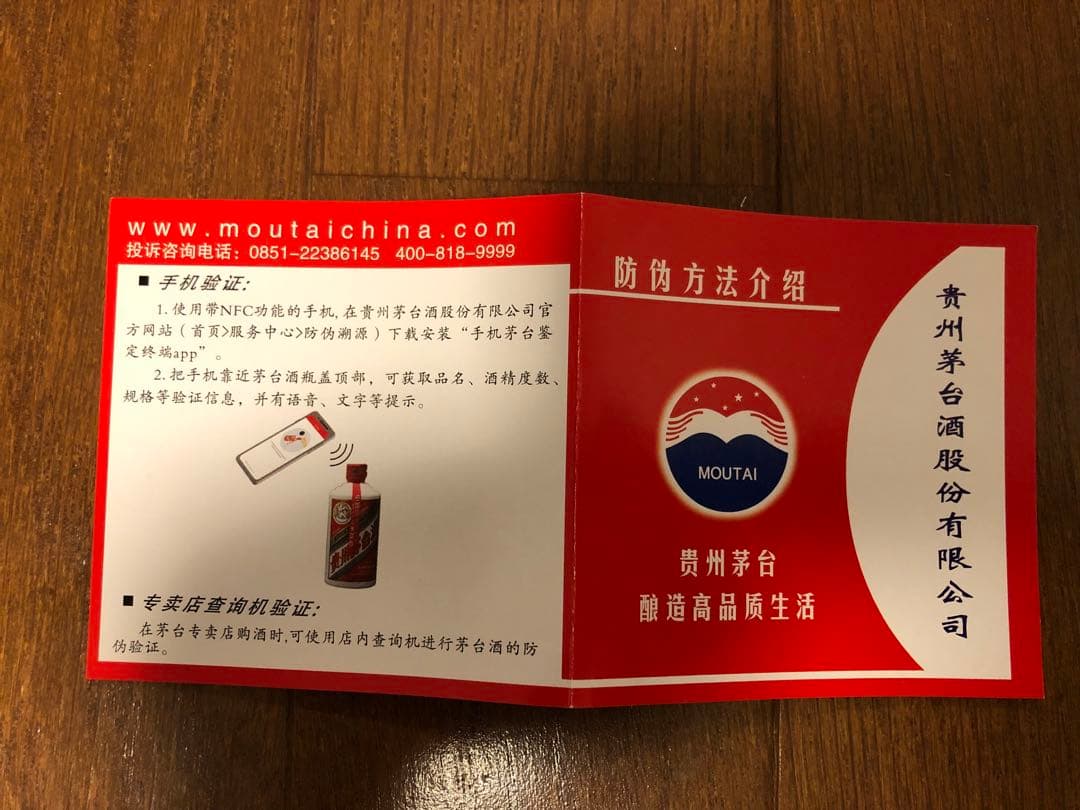 www.moutaichina.com
投诉咨询电话：0851-22386145 400-818-9999
■ 手机验证：
1. 使用带NFC功能的手机，在贵州茅台酒股份有限公司官
方网站（首页>服务中心>防伪溯源）下载安装“手机茅台鉴
定终端app”。
2. 把手机靠近茅台酒瓶盖顶部，可获取品名、酒精度数、
规格等验证信息，并有语音、文字等提示。
贵州茅台
■ 专卖店查询机验证：
在茅台专卖店购酒时，可使用店内查询机进行茅台酒的防
伪验证。
防伪方法介绍
MOUTAI
贵州茅台
酿造高品质生活
贵州茅台酒股份有限公司